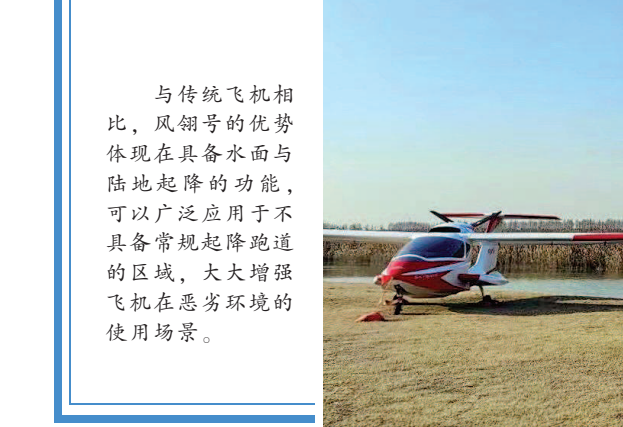 与传统飞机相
比，风翎号的优势
体现在具备水面与
陆地起降的功能，
可以广泛应用于不
具备常规起降跑道
的区域，大大增强
飞机在恶劣环境的
使用场景。